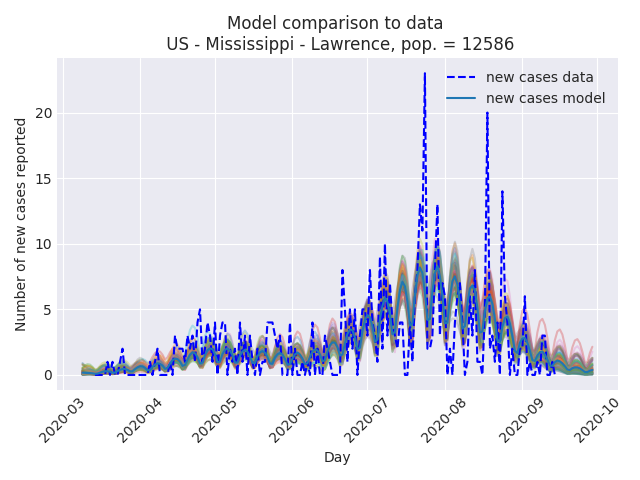 Model comparison to data
US - Mississippi - Lawrence, pop. = 12586
new cases data
new cases model
Number of new cases reported
20
15
10
5
0
2020-03
2020-04
2020-05
2020-06
2020-07
2020-08
2020-09
2020-10
Day